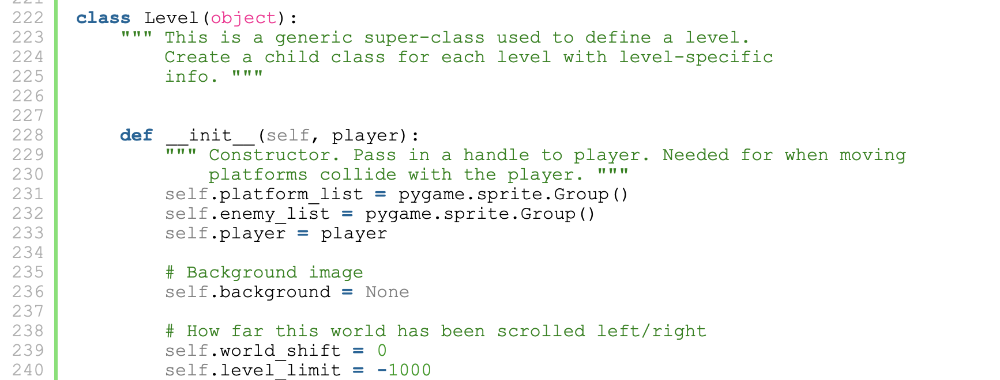 221
222 class Level(object):
223     """ This is a generic super-class used to define a level.
224         Create a child class for each level with level-specific
225         info. """
226
227
228     def __init__(self, player):
229         """ Constructor. Pass in a handle to player. Needed for when moving
230             platforms collide with the player. """
231         self.platform_list = pygame.sprite.Group()
232         self.enemy_list = pygame.sprite.Group()
233         self.player = player
234
235         # Background image
236         self.background = None
237
238         # How far this world has been scrolled left/right
239         self.world_shift = 0
240         self.level_limit = -1000